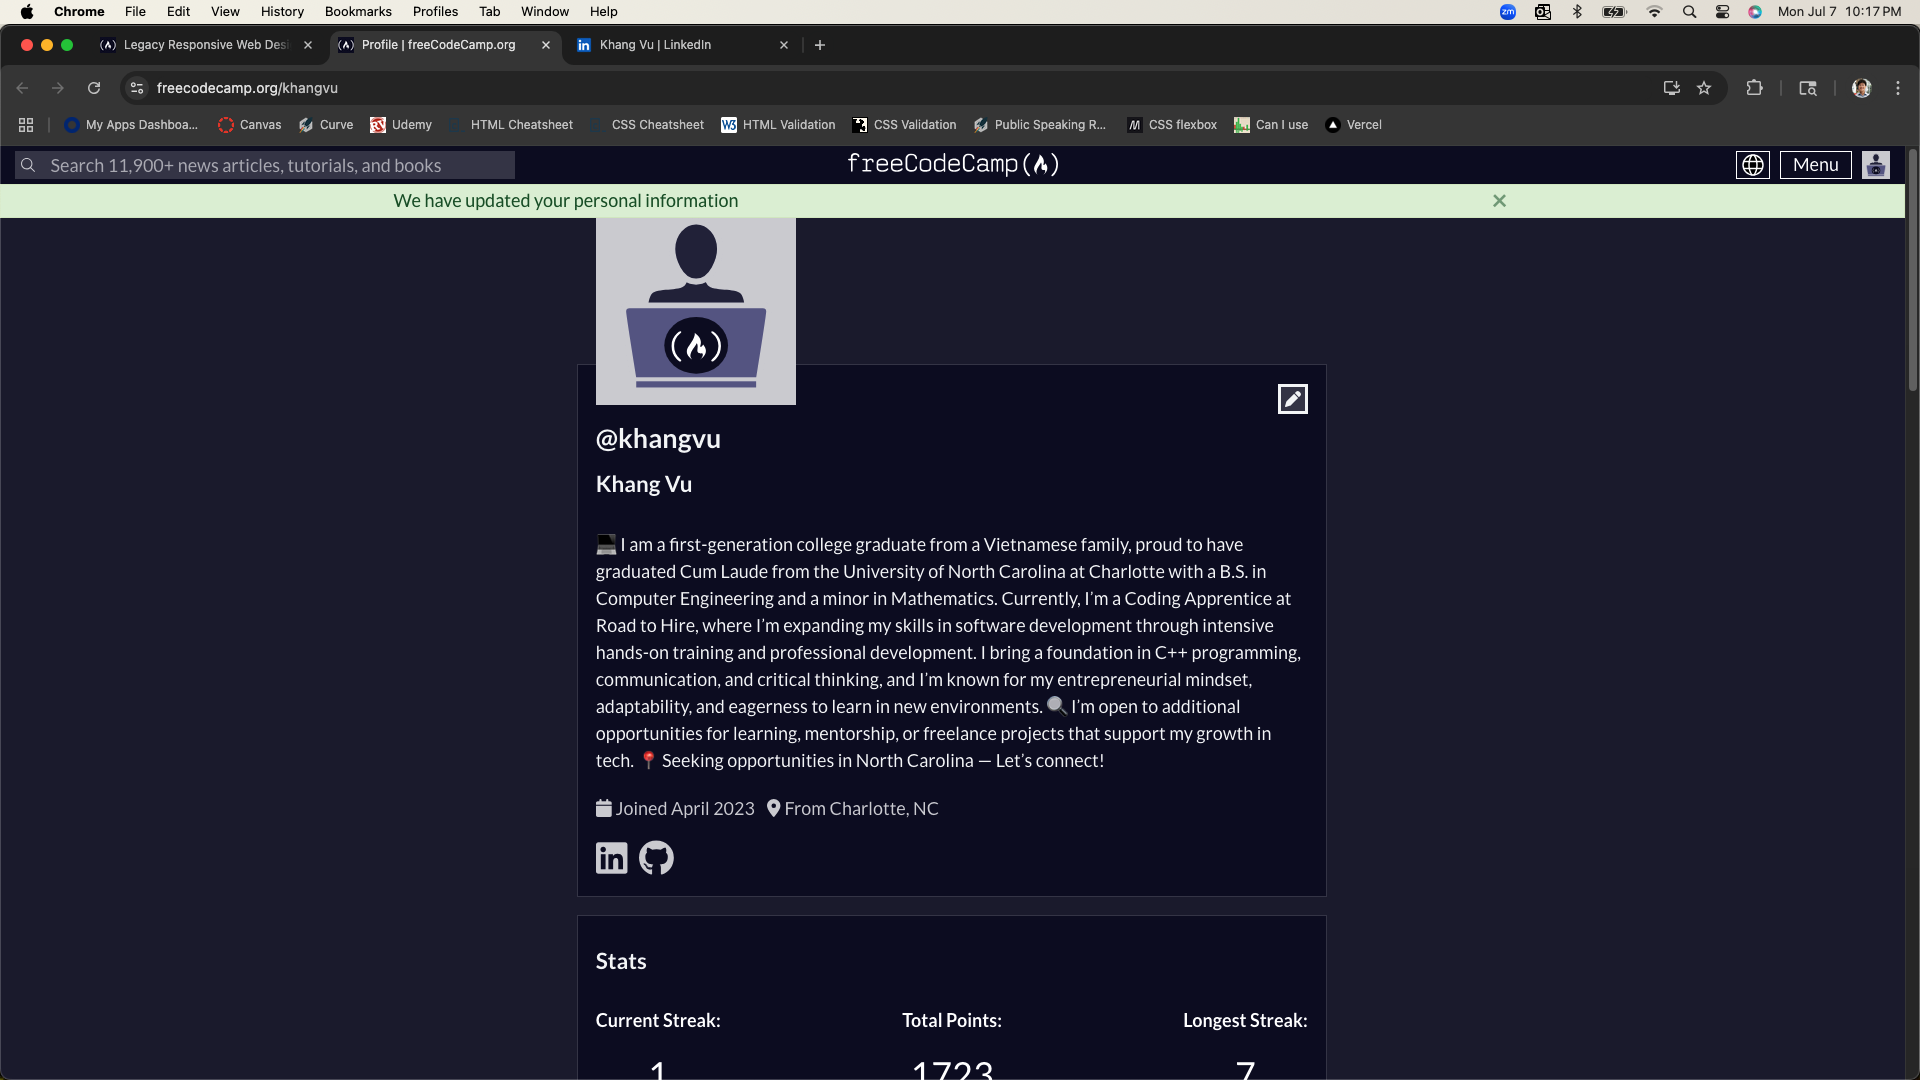 Chrome File Edit View History Bookmarks Profiles Tab Window Help zm Mon Jul 7 10:17 PM
Legacy Responsive Web Desi Profile | freeCodeCamp.org Khang Vu | LinkedIn
freecodecamp.org/khangvu
My Apps Dashboa... Canvas Curve Udemy HTML Cheatsheet CSS Cheatsheet HTML Validation CSS Validation Public Speaking R... CSS flexbox Can I use Vercel
Search 11,900+ news articles, tutorials, and books freeCodeCamp Menu
We have updated your personal information
@khangvu
Khang Vu
💻 I am a first-generation college graduate from a Vietnamese family, proud to have
graduated Cum Laude from the University of North Carolina at Charlotte with a B.S. in
Computer Engineering and a minor in Mathematics. Currently, I’m a Coding Apprentice at
Road to Hire, where I’m expanding my skills in software development through intensive
hands-on training and professional development. I bring a foundation in C++ programming,
communication, and critical thinking, and I’m known for my entrepreneurial mindset,
adaptability, and eagerness to learn in new environments. 🔍 I’m open to additional
opportunities for learning, mentorship, or freelance projects that support my growth in
tech. 📍 Seeking opportunities in North Carolina — Let’s connect!
Joined April 2023 From Charlotte, NC
in
Stats
Current Streak: Total Points: Longest Streak:
1 1723 7